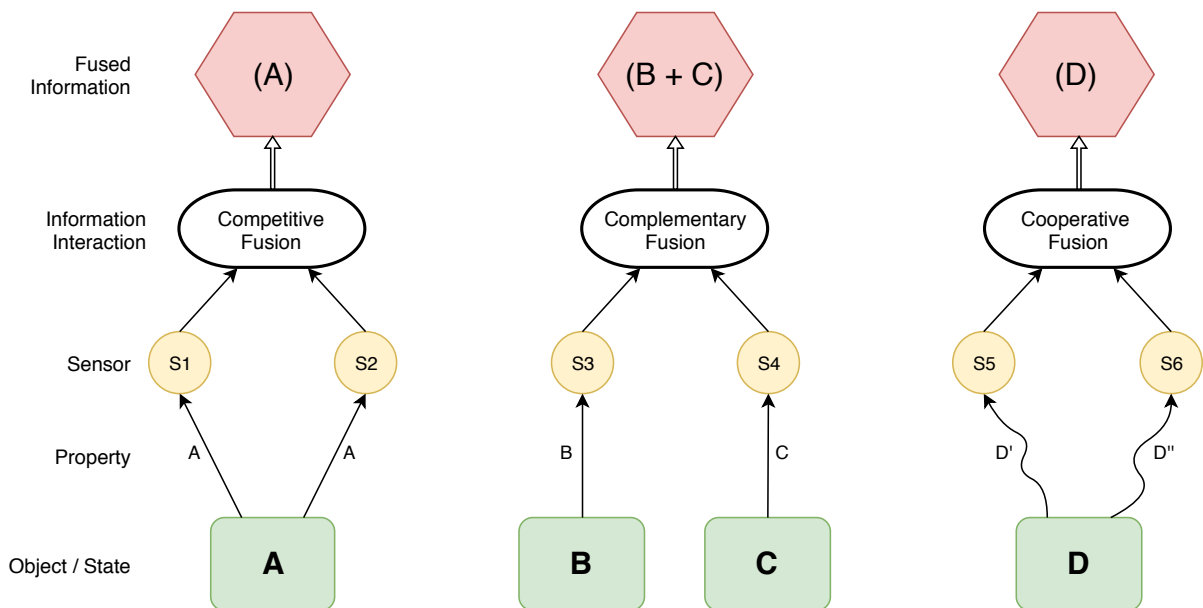 Fused
Information
(A)
(B + C)
(D)
Information
Interaction
Competitive
Fusion
Complementary
Fusion
Cooperative
Fusion
Sensor
S1
S2
S3
S4
S5
S6
Property
A
A
B
C
D'
D"
Object / State
A
B
C
D